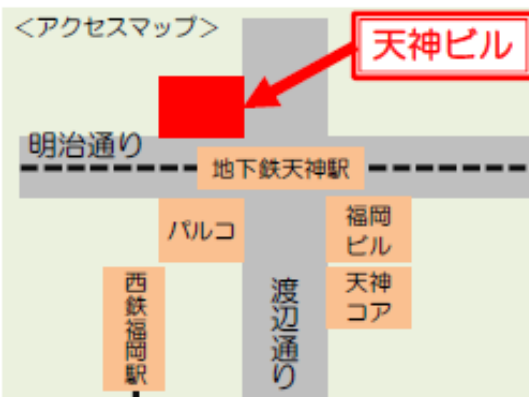 ＜アクセスマップ＞
天神ビル
明治通り
地下鉄天神駅
パルコ
福岡
ビル
天神
コア
西鉄福岡駅
渡辺通り